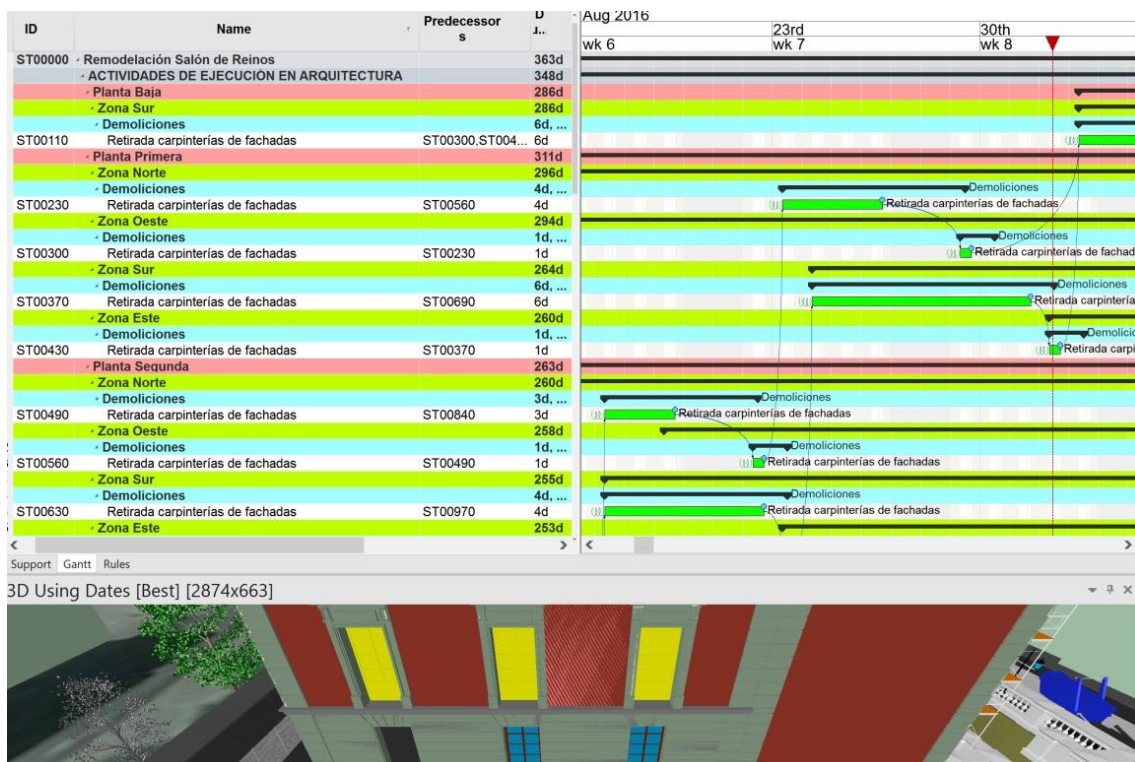 ID Name Predecessors D u... Aug 2016
23rd 30th
wk 6 wk 7 wk 8
ST00000 Remodelación Salón de Reinos 363d
ACTIVIDADES DE EJECUCIÓN EN ARQUITECTURA 348d
Planta Baja 286d
Zona Sur 286d
Demoliciones 6d, ...
ST00110 Retirada carpinterías de fachadas ST00300,ST004... 6d
Planta Primera 311d
Zona Norte 296d
Demoliciones 4d, ... Demoliciones
ST00230 Retirada carpinterías de fachadas ST00560 4d Retirada carpinterías de fachadas
Zona Oeste 294d
Demoliciones 1d, ... Demoliciones
ST00300 Retirada carpinterías de fachadas ST00230 1d Retirada carpinterías de fachad
Zona Sur 264d
Demoliciones 6d, ... Demoliciones
ST00370 Retirada carpinterías de fachadas ST00690 6d Retirada carpintería
Zona Este 260d
Demoliciones 1d, ... Demolicio
ST00430 Retirada carpinterías de fachadas ST00370 1d Retirada carpi
Planta Segunda 263d
Zona Norte 260d
Demoliciones 3d, ... Demoliciones
ST00490 Retirada carpinterías de fachadas ST00840 3d Retirada carpinterías de fachadas
Zona Oeste 258d
Demoliciones 1d, ... Demoliciones
ST00560 Retirada carpinterías de fachadas ST00490 1d Retirada carpinterías de fachadas
Zona Sur 255d
Demoliciones 4d, ... Demoliciones
ST00630 Retirada carpinterías de fachadas ST00970 4d Retirada carpinterías de fachadas
Zona Este 253d
Support Gantt Rules
3D Using Dates [Best] [2874x663]